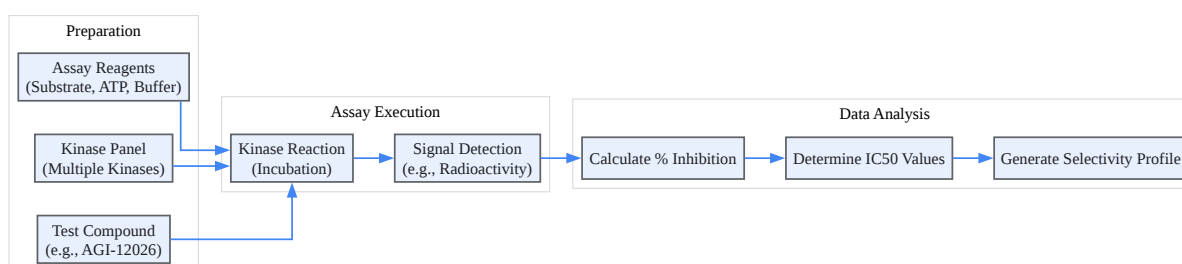 Preparation
Assay Reagents
(Substrate, ATP, Buffer)
Kinase Panel
(Multiple Kinases)
Test Compound
(e.g., AGI-12026)
Assay Execution
Kinase Reaction
(Incubation)
Signal Detection
(e.g., Radioactivity)
Data Analysis
Calculate % Inhibition
Determine IC50 Values
Generate Selectivity Profile